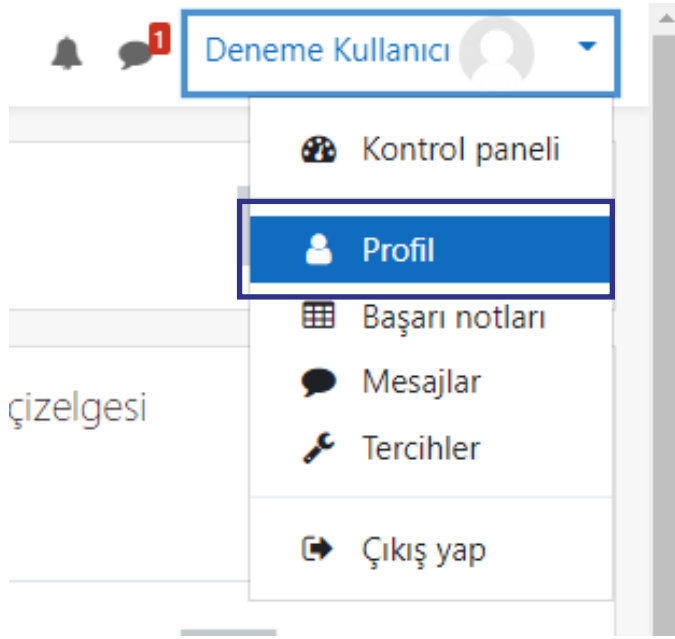 1
Deneme Kullanıcı
Kontrol paneli
Profil
Başarı notları
çizelgesi
Mesajlar
Tercihler
Çıkış yap